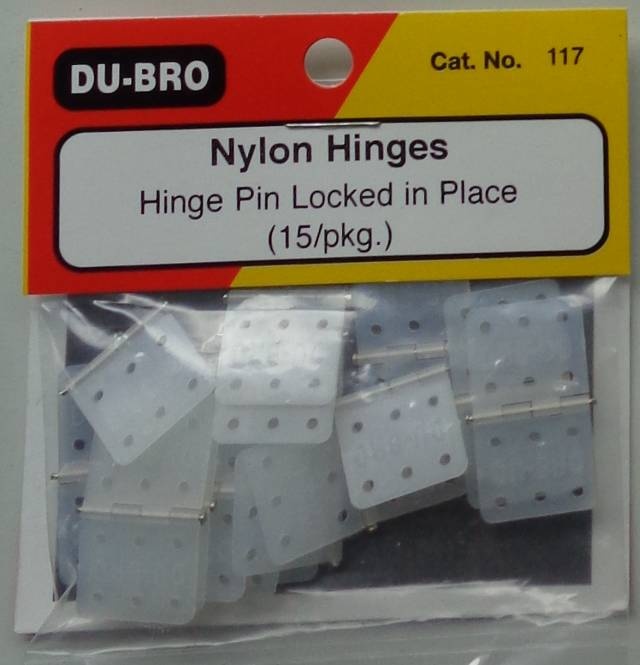 DU-BRO
Cat. No. 117
Nylon Hinges
Hinge Pin Locked in Place
(15/pkg.)